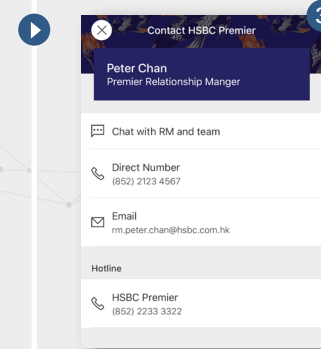 3
Contact HSBC Premier
Peter Chan
Premier Relationship Manger
Chat with RM and team
Direct Number
(852) 2123 4567
Email
rm.peter.chan@hsbc.com.hk
Hotline
HSBC Premier
(852) 2233 3322